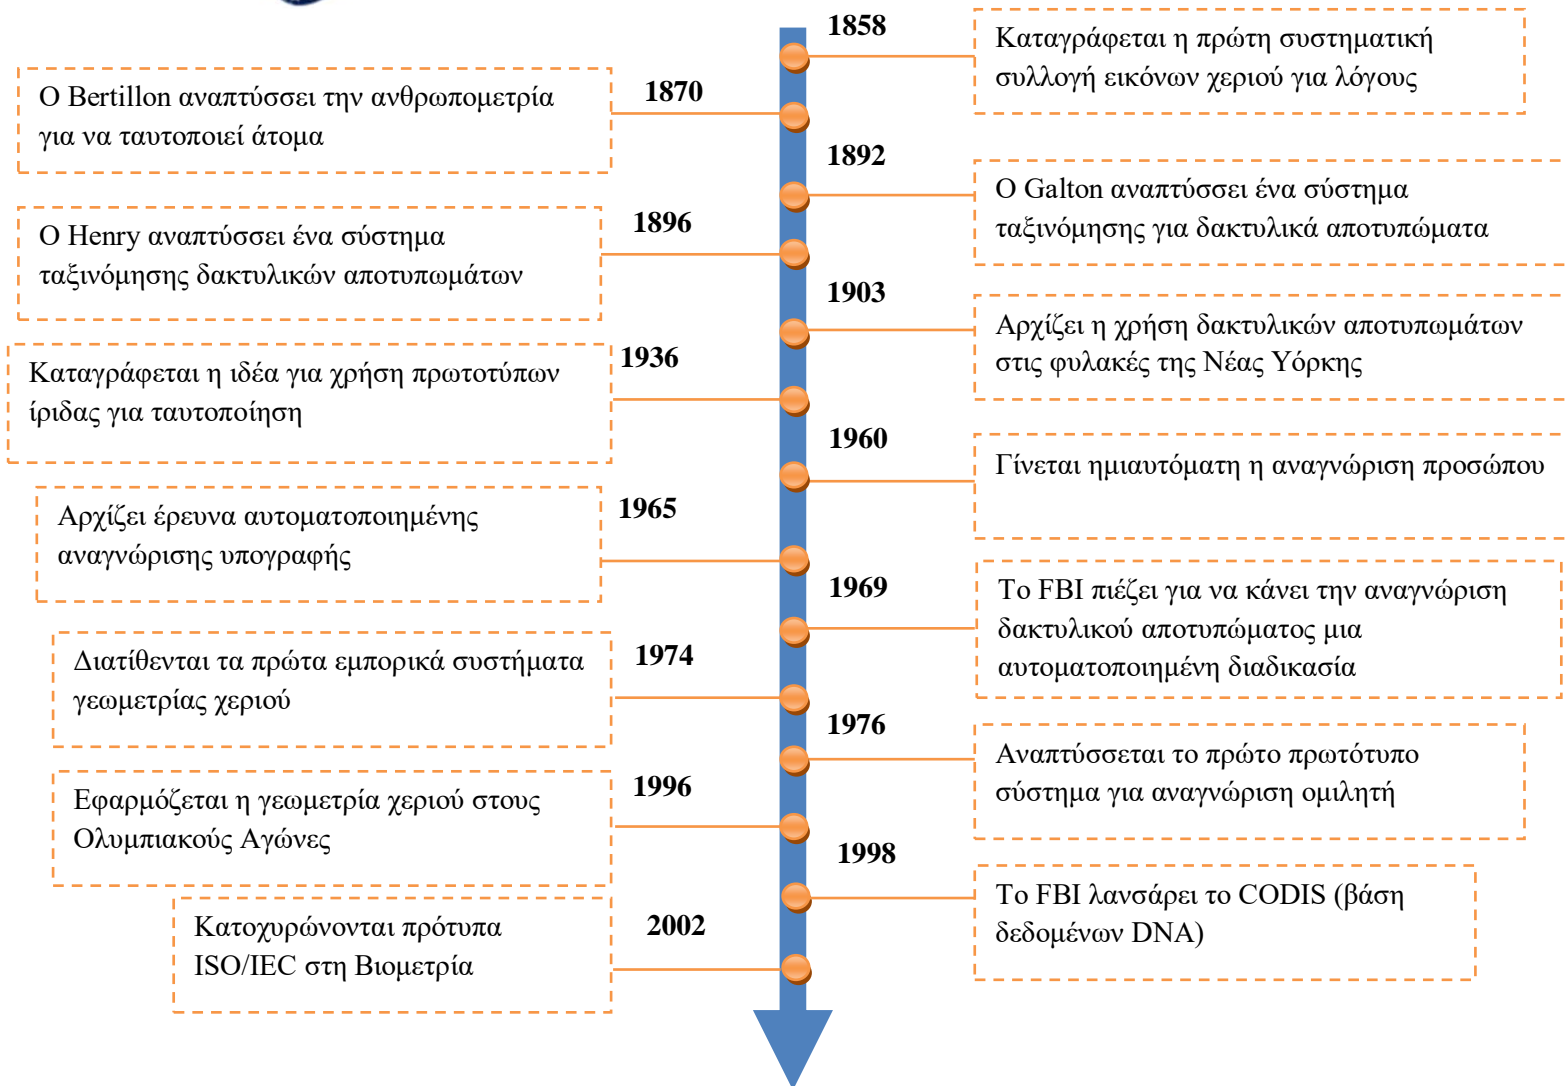 1858
Καταγράφεται η πρώτη συστηματική
συλλογή εικόνων χεριού για λόγους
1870
Ο Bertillon αναπτύσσει την ανθρωπομετρία
για να ταυτοποιεί άτομα
1892
Ο Galton αναπτύσσει ένα σύστημα
ταξινόμησης για δακτυλικά αποτυπώματα
1896
Ο Henry αναπτύσσει ένα σύστημα
ταξινόμησης δακτυλικών αποτυπωμάτων
1903
Αρχίζει η χρήση δακτυλικών αποτυπωμάτων
στις φυλακές της Νέας Υόρκης
1936
Καταγράφεται η ιδέα για χρήση πρωτοτύπων
ίριδας για ταυτοποίηση
1960
Γίνεται ημιαυτόματη η αναγνώριση προσώπου
1965
Αρχίζει έρευνα αυτοματοποιημένης
αναγνώρισης υπογραφής
1969
Το FBI πιέζει για να κάνει την αναγνώριση
δακτυλικού αποτυπώματος μια
αυτοματοποιημένη διαδικασία
1974
Διατίθενται τα πρώτα εμπορικά συστήματα
γεωμετρίας χεριού
1976
Αναπτύσσεται το πρώτο πρωτότυπο
σύστημα για αναγνώριση ομιλητή
1996
Εφαρμόζεται η γεωμετρία χεριού στους
Ολυμπιακούς Αγώνες
1998
Το FBI λανσάρει το CODIS (βάση
δεδομένων DNA)
2002
Κατοχυρώνονται πρότυπα
ISO/IEC στη Βιομετρία